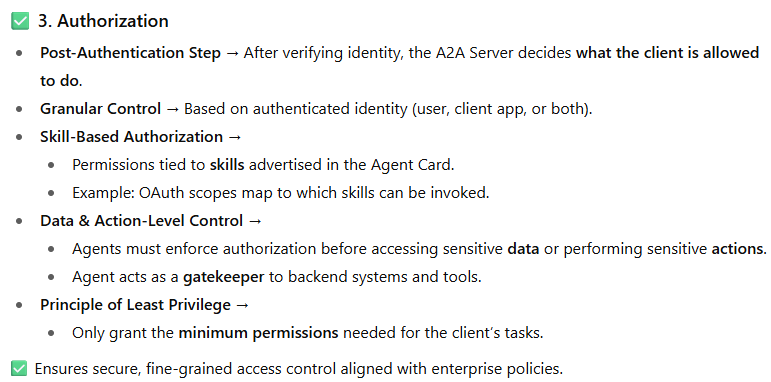 ✅ 3. Authorization
• Post-Authentication Step → After verifying identity, the A2A Server decides what the client is allowed
to do.
• Granular Control → Based on authenticated identity (user, client app, or both).
• Skill-Based Authorization →
• Permissions tied to skills advertised in the Agent Card.
• Example: OAuth scopes map to which skills can be invoked.
• Data & Action-Level Control →
• Agents must enforce authorization before accessing sensitive data or performing sensitive actions.
• Agent acts as a gatekeeper to backend systems and tools.
• Principle of Least Privilege →
• Only grant the minimum permissions needed for the client's tasks.
✅ Ensures secure, fine-grained access control aligned with enterprise policies.